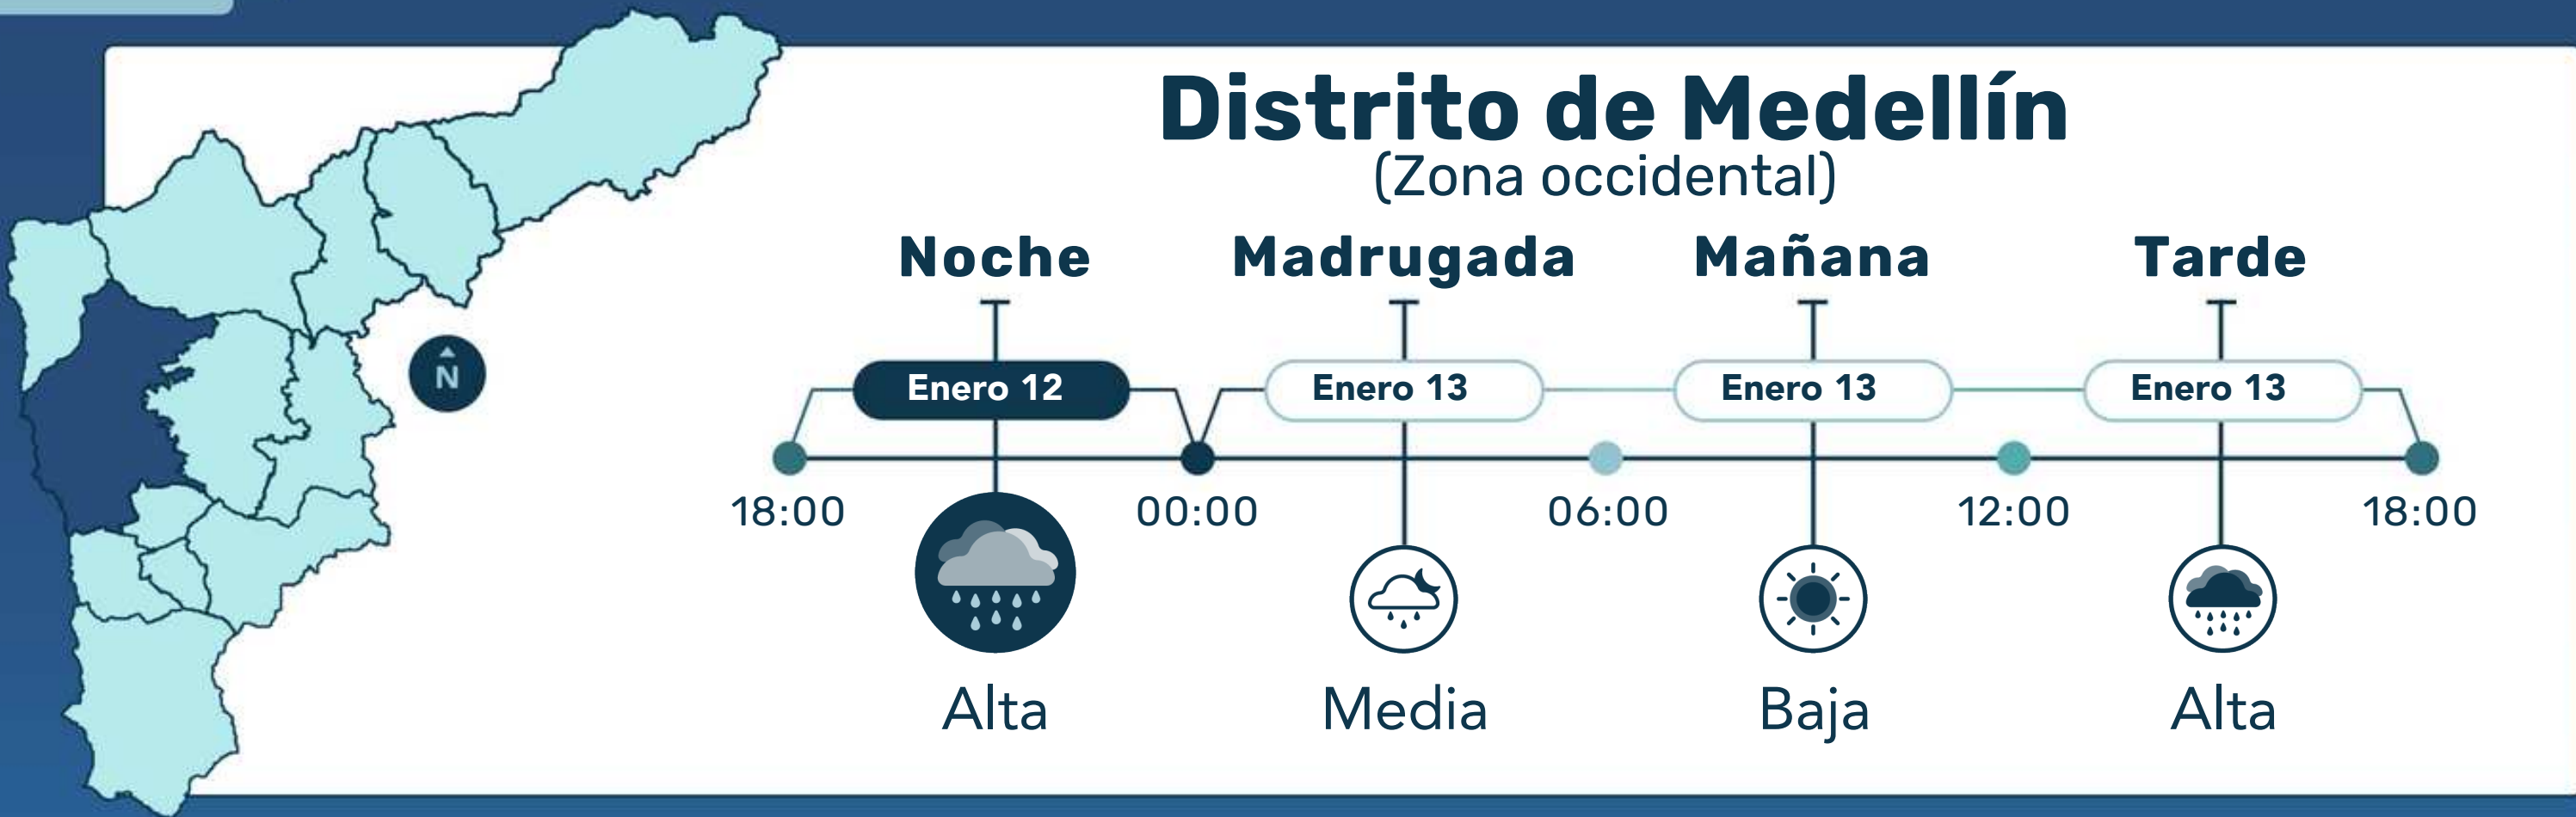 Distrito de Medellín
(Zona occidental)
Noche Madrugada Mañana Tarde
Enero 12 Enero 13 Enero 13 Enero 13
N
18:00 00:00 06:00 12:00 18:00
Alta Media Baja Alta